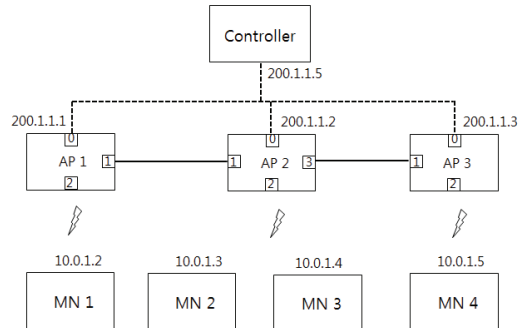 Controller
200.1.1.5
200.1.1.1
200.1.1.2
200.1.1.3
0
0
0
AP 1
1
1
AP 2
3
1
AP 3
2
2
2
10.0.1.2
10.0.1.3
10.0.1.4
10.0.1.5
MN 1
MN 2
MN 3
MN 4